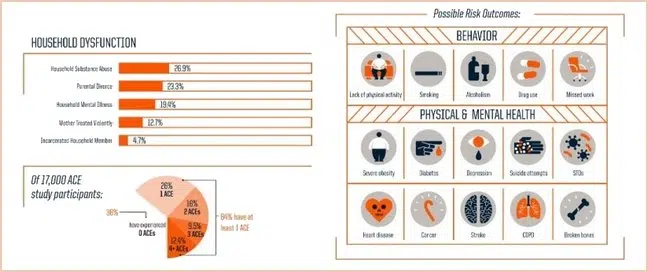 HOUSEHOLD DYSFUNCTION
Household Substance Abuse 26.9%
Parental Divorce 23.3%
Household Mental Illness 19.4%
Mother Treated Violently 12.7%
Incarcerated Household Member 4.7%
Of 17,000 ACE
study participants:
26%
1 ACE
16%
2 ACEs
9.5%
3 ACEs
12.4%
4+ ACEs
36%
have experienced
0 ACEs
64% have at
least 1 ACE
Possible Risk Outcomes:
BEHAVIOR
Lack of physical activity Smoking Alcoholism Drug use Missed work
PHYSICAL & MENTAL HEALTH
Severe obesity Diabetes Depression Suicide attempts STDs
Heart disease Cancer Stroke COPD Broken bones